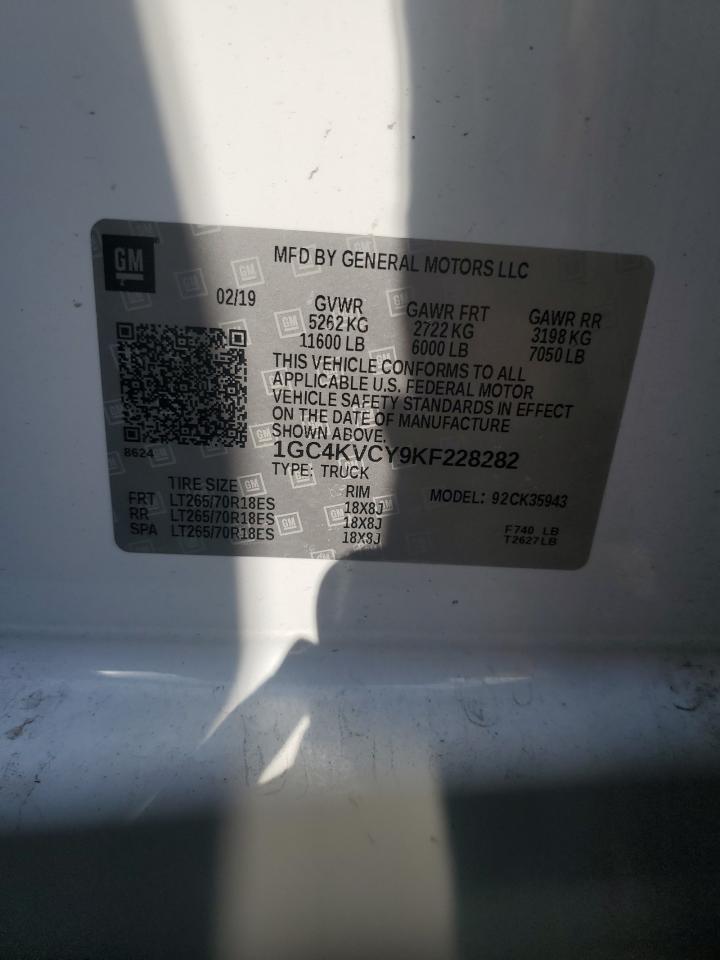 GM
MFD BY GENERAL MOTORS LLC
02/19
GVWR GAWR FRT GAWR RR
5262 KG 2722 KG 3198 KG
11600 LB 6000 LB 7050 LB
THIS VEHICLE CONFORMS TO ALL
APPLICABLE U.S. FEDERAL MOTOR
VEHICLE SAFETY STANDARDS IN EFFECT
ON THE DATE OF MANUFACTURE
SHOWN ABOVE.
8624
1GC4KVCY9KF228282
TYPE: TRUCK
TIRE SIZE RIM MODEL: 92CK35943
FRT LT265/70R18ES 18X8J
RR LT265/70R18ES 18X8J
SPA LT265/70R18ES 18X8J
F740 LB
T2627LB